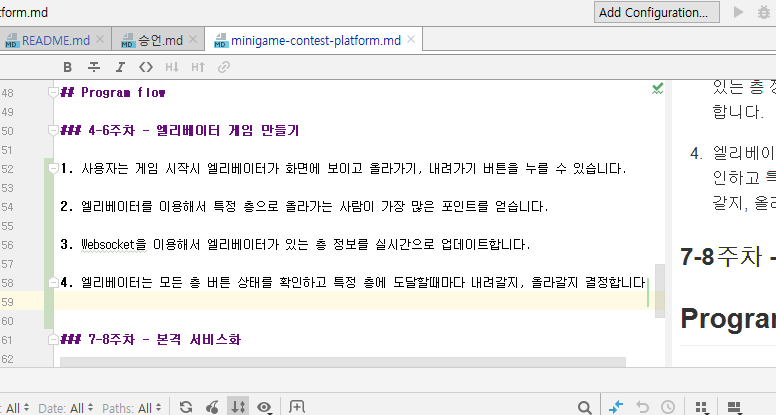 tform.md
Add Configuration...
README.md
승언.md
minigame-contest-platform.md
B I <> H↓ H↑
48 ## Program flow
49
50 ### 4-6주차 - 엘리베이터 게임 만들기
51
52 1. 사용자는 게임 시작시 엘리베이터가 화면에 보이고 올라가기, 내려가기 버튼을 누를 수 있습니다.
53
54 2. 엘리베이터를 이용해서 특정 층으로 올라가는 사람이 가장 많은 포인트를 얻습니다.
55
56 3. Websocket을 이용해서 엘리베이터가 있는 층 정보를 실시간으로 업데이트합니다.
57
58 4. 엘리베이터는 모든 층 버튼 상태를 확인하고 특정 층에 도달할때마다 내려갈지, 올라갈지 결정합니다
59
60
61 ### 7-8주차 - 본격 서비스화
62
있는 층 정
합니다.
4. 엘리베이
인하고 특
갈지, 올라
7-8주차 -
Program
: All Date: All Paths: All